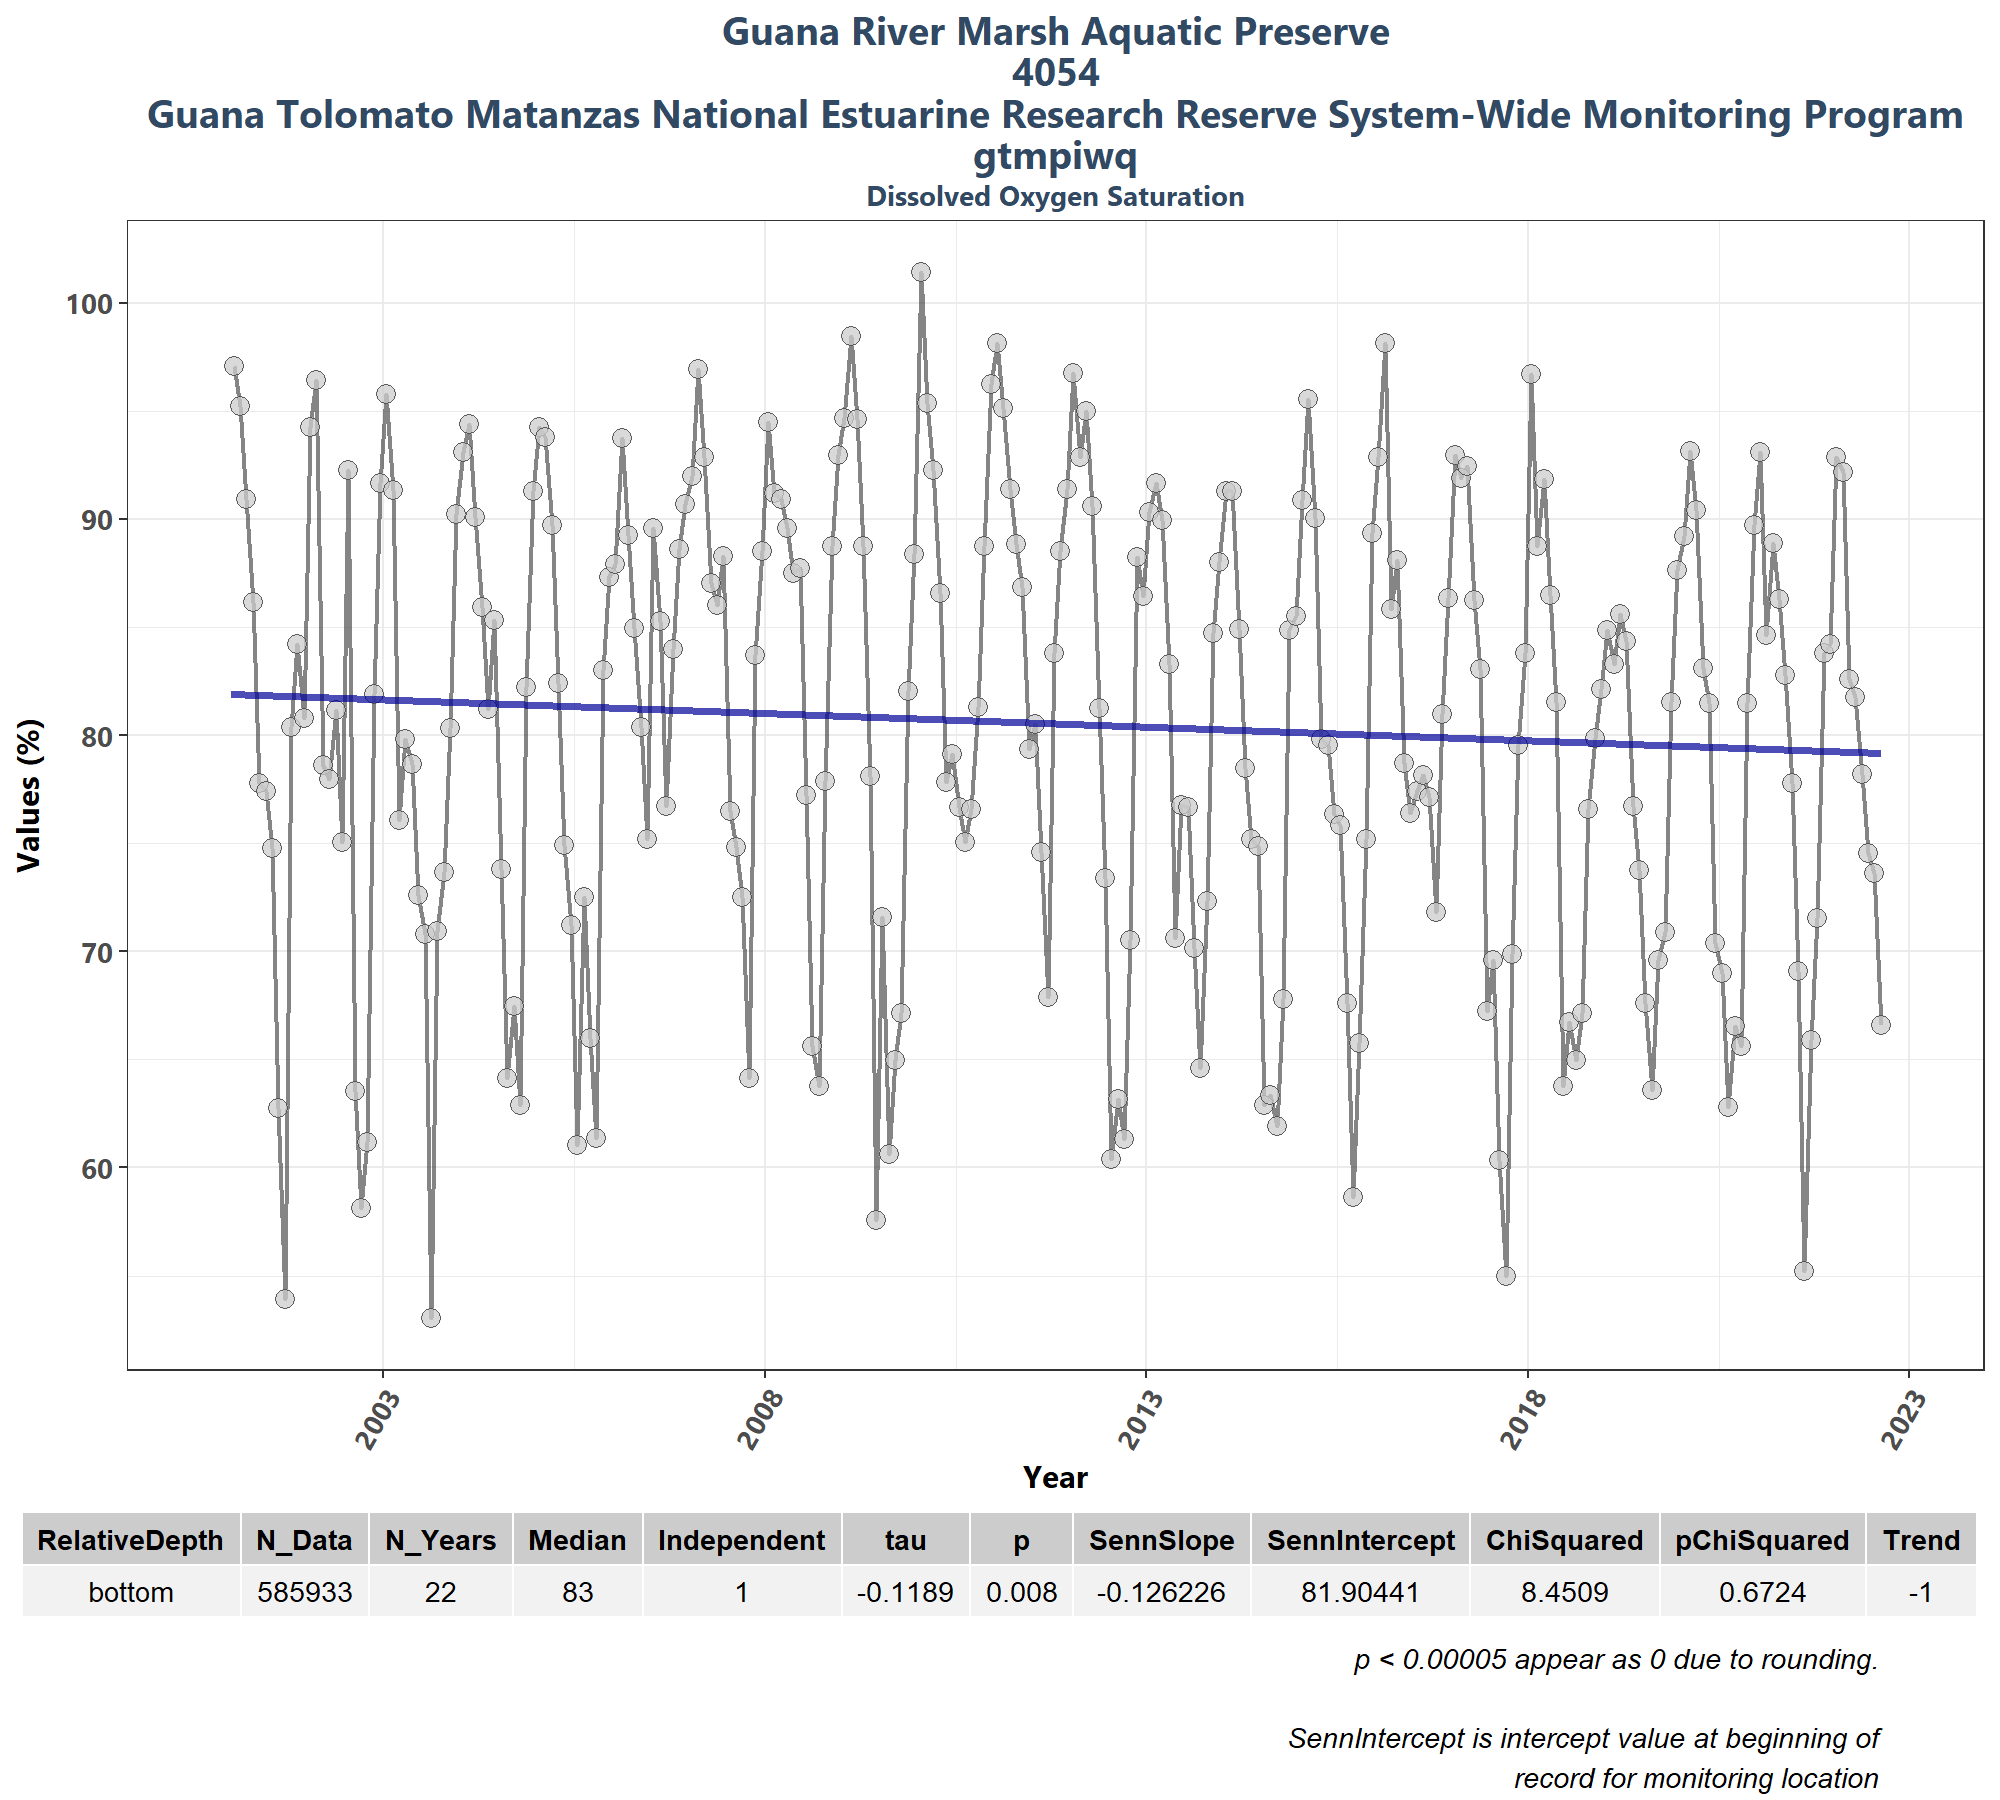 Guana River Marsh Aquatic Preserve
4054
Guana Tolomato Matanzas National Estuarine Research Reserve System-Wide Monitoring Program
gtmpiwq
Dissolved Oxygen Saturation
Values (%)
100
90
80
70
60
2003
2008
2013
2018
2023
Year
RelativeDepth N_Data N_Years Median Independent tau p SennSlope SennIntercept ChiSquared pChiSquared Trend
bottom 585933 22 83 1 -0.1189 0.008 -0.126226 81.90441 8.4509 0.6724 -1
p < 0.00005 appear as 0 due to rounding.
SennIntercept is intercept value at beginning of
record for monitoring location